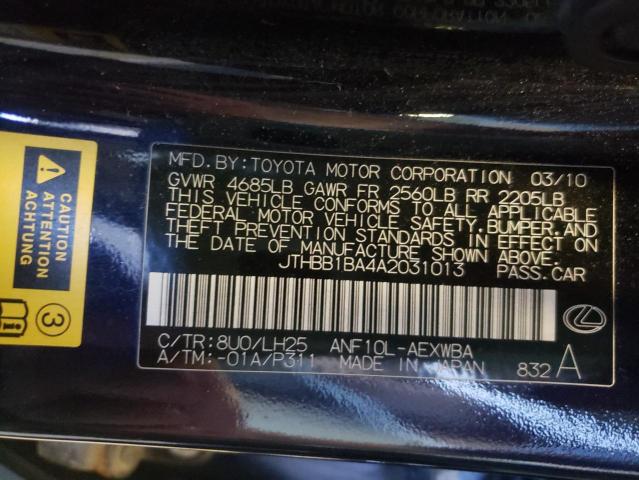 MFD.BY:TOYOTA MOTOR CORPORATION 03/10
GVWR 4685LB GAWR FR 2560LB RR 2205LB
THIS VEHICLE CONFORMS TO ALL APPLICABLE
FEDERAL MOTOR VEHICLE SAFETY,BUMPER,AND
THEFT PREVENTION STANDARDS IN EFFECT ON
THE DATE OF MANUFACTURE SHOWN ABOVE.
JTHBB1BA4A2031013 PASS.CAR
C/TR:8U0/LH25 ANF10L-AEXWBA
A/TM:-01A/P311 MADE IN JAPAN 832 A
CAUTION
ATTENTION
ACHTUNG
3